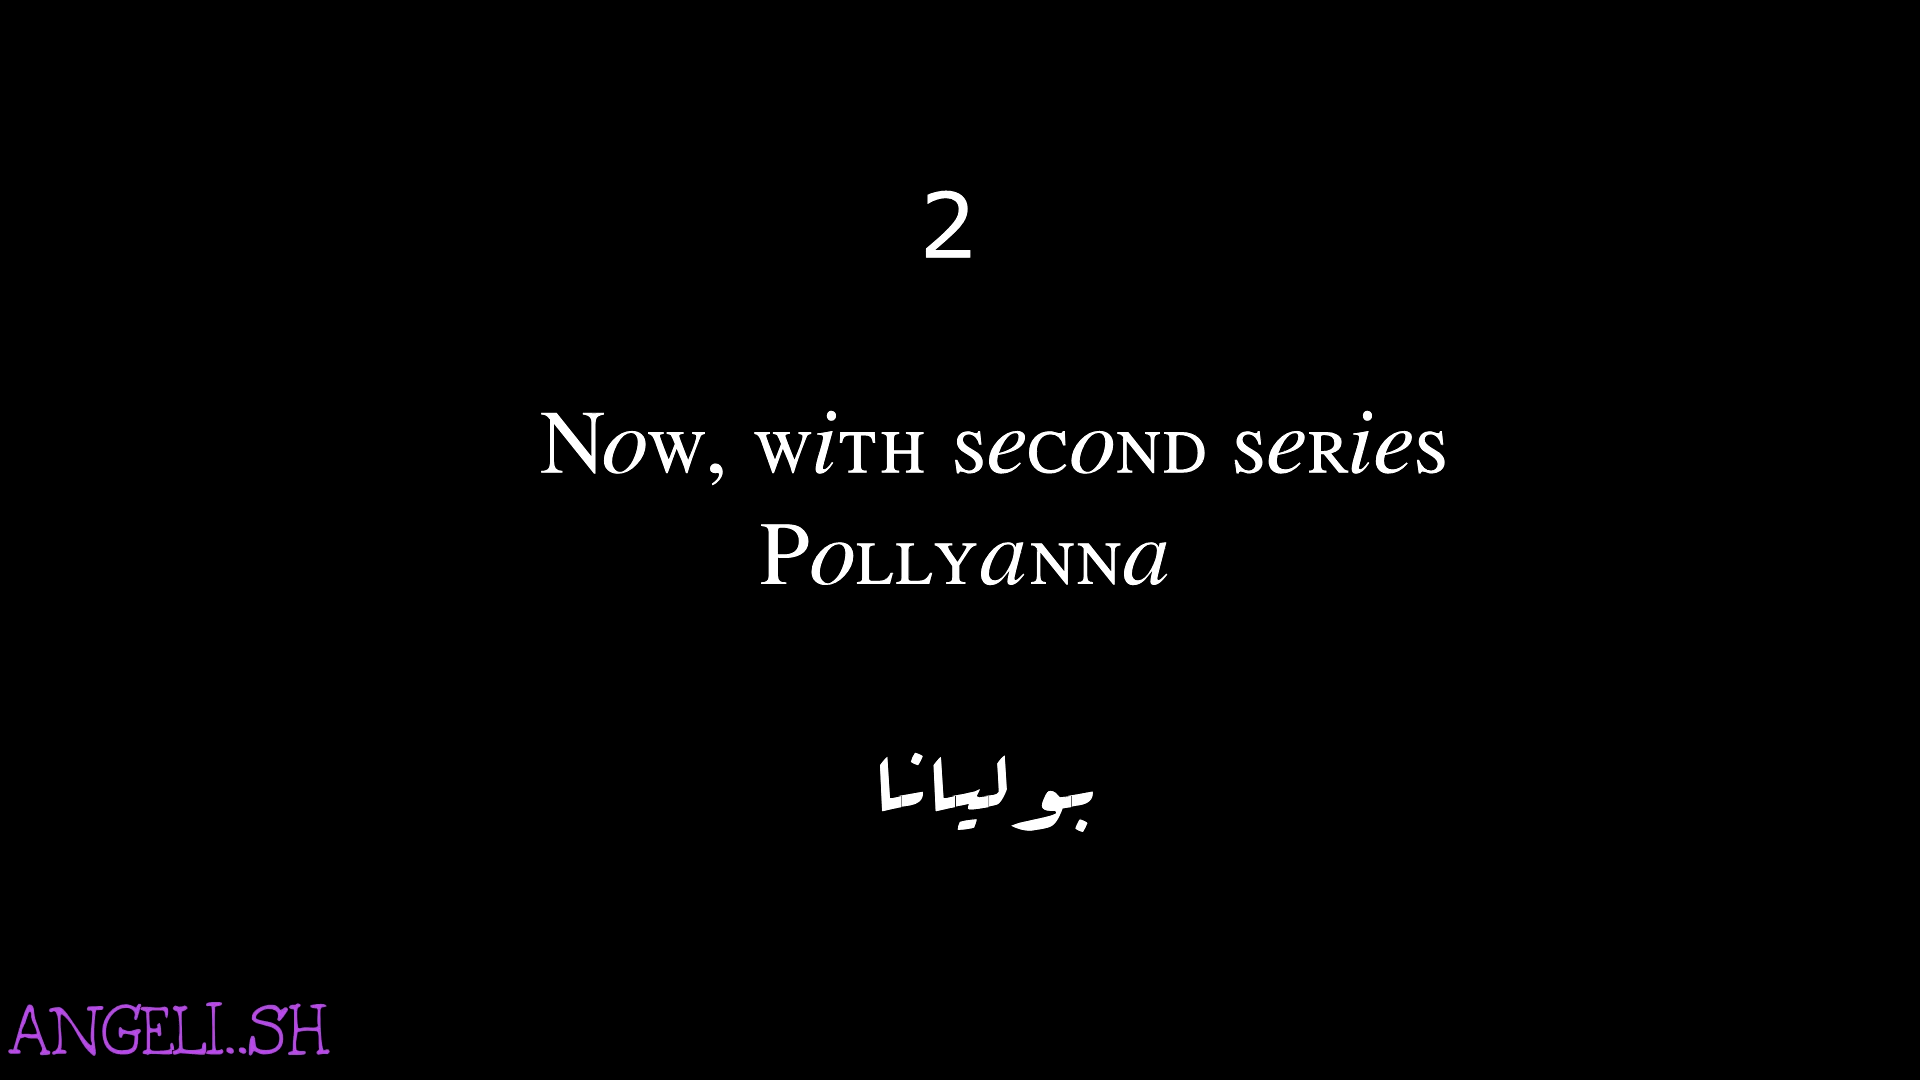 2
Now, with second series
Pollyanna
بوليانا
ANGELI..SH